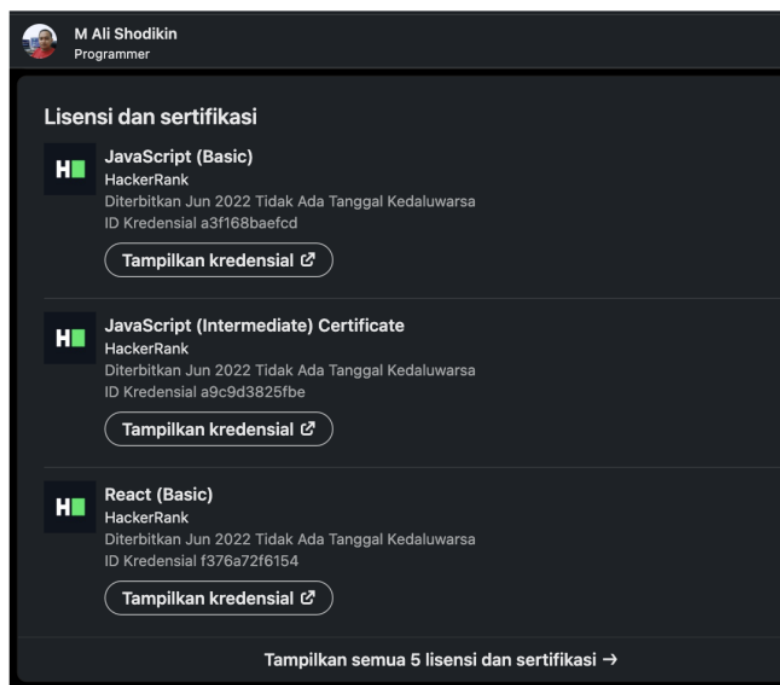 M Ali Shodikin
Programmer
Lisensi dan sertifikasi
JavaScript (Basic)
HackerRank
Diterbitkan Jun 2022 Tidak Ada Tanggal Kedaluwarsa
ID Kredensial a3f168baefcd
Tampilkan kredensial
JavaScript (Intermediate) Certificate
HackerRank
Diterbitkan Jun 2022 Tidak Ada Tanggal Kedaluwarsa
ID Kredensial a9c9d3825fbe
Tampilkan kredensial
React (Basic)
HackerRank
Diterbitkan Jun 2022 Tidak Ada Tanggal Kedaluwarsa
ID Kredensial f376a72f6154
Tampilkan kredensial
Tampilkan semua 5 lisensi dan sertifikasi →